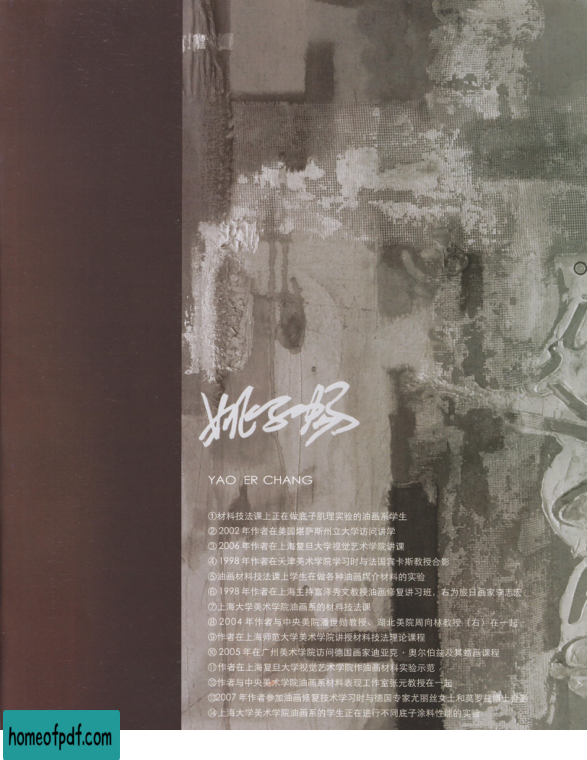 姚尔畅
YAO ER CHANG
①材料技法课上正在做底子肌理实验的油画系学生
②2002年作者在美国堪萨斯州立大学访问讲学
③2006年作者在上海复旦大学视觉艺术学院讲课
④1998年作者在天津美术学院学习时与法国宾卡斯教授合影
⑤油画材料技法课上学生在做各种油画媒介材料的实验
⑥1998年作者在上海主持富泽秀文教授油画修复讲习班，右为旅日画家李志宏
⑦上海大学美术学院油画系的材料技法课
⑧2004年作者与中央美院潘世勋教授、湖北美院周向林教授（右）在一起
⑨作者在上海师范大学美术学院讲授材料技法理论课程
⑩2005年在广州美术学院访问德国画家迪亚克·奥尔伯兹及其蜡画课程
⑪作者在上海复旦大学视觉艺术学院作油画材料实验示范
⑫作者与中央美术学院油画系材料表现工作室张元教授在一起
⑬2007年作者参加油画修复技术学习时与德国专家尤丽丝女士和莫罗兹博士合影
⑭上海大学美术学院油画系的学生正在进行不同底子涂料性能的实验
homeofpdf.com